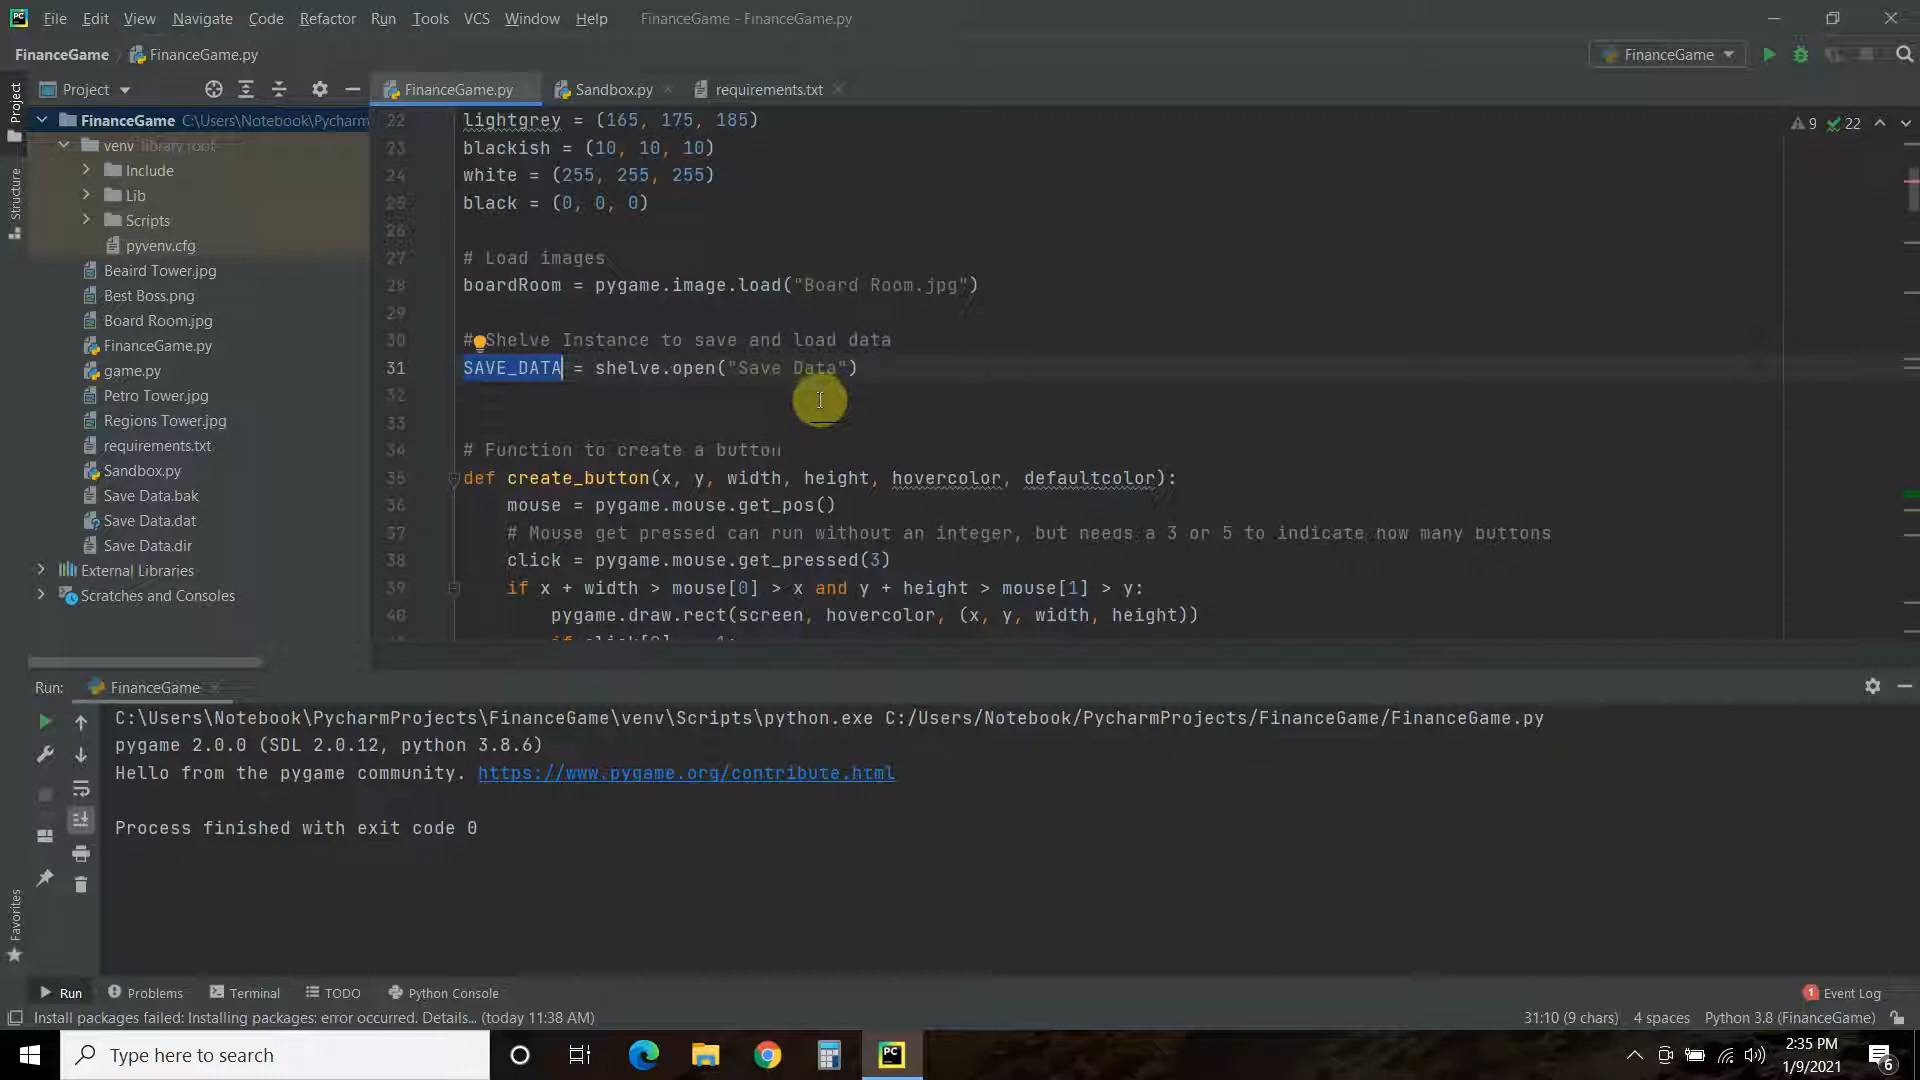 File Edit View Navigate Code Refactor Run Tools VCS Window Help FinanceGame - FinanceGame.py
FinanceGame FinanceGame.py FinanceGame
Project FinanceGame.py Sandbox.py requirements.txt
Project
Structure
Favorites
FinanceGame C:\Users\Notebook\Pycharm
venv library root
Include
Lib
Scripts
pyvenv.cfg
Beaird Tower.jpg
Best Boss.png
Board Room.jpg
FinanceGame.py
game.py
Petro Tower.jpg
Regions Tower.jpg
requirements.txt
Sandbox.py
Save Data.bak
Save Data.dat
Save Data.dir
External Libraries
Scratches and Consoles
9 22
22 lightgrey = (165, 175, 185)
23 blackish = (10, 10, 10)
24 white = (255, 255, 255)
25 black = (0, 0, 0)
26
27 # Load images
28 boardRoom = pygame.image.load("Board Room.jpg")
29
30 # Shelve Instance to save and load data
31 SAVE_DATA = shelve.open("Save Data")
32
33
34 # Function to create a button
35 def create_button(x, y, width, height, hovercolor, defaultcolor):
36 mouse = pygame.mouse.get_pos()
37 # Mouse get pressed can run without an integer, but needs a 3 or 5 to indicate how many buttons
38 click = pygame.mouse.get_pressed(3)
39 if x + width > mouse[0] > x and y + height > mouse[1] > y:
40 pygame.draw.rect(screen, hovercolor, (x, y, width, height))
Run: FinanceGame
C:\Users\Notebook\PycharmProjects\FinanceGame\venv\Scripts\python.exe C:/Users/Notebook/PycharmProjects/FinanceGame/FinanceGame.py
pygame 2.0.0 (SDL 2.0.12, python 3.8.6)
Hello from the pygame community. https://www.pygame.org/contribute.html
Process finished with exit code 0
Run Problems Terminal TODO Python Console 1 Event Log
Install packages failed: Installing packages: error occurred. Details... (today 11:38 AM) 31:10 (9 chars) 4 spaces Python 3.8 (FinanceGame)
Type here to search PC 2:35 PM
1/9/2021 6